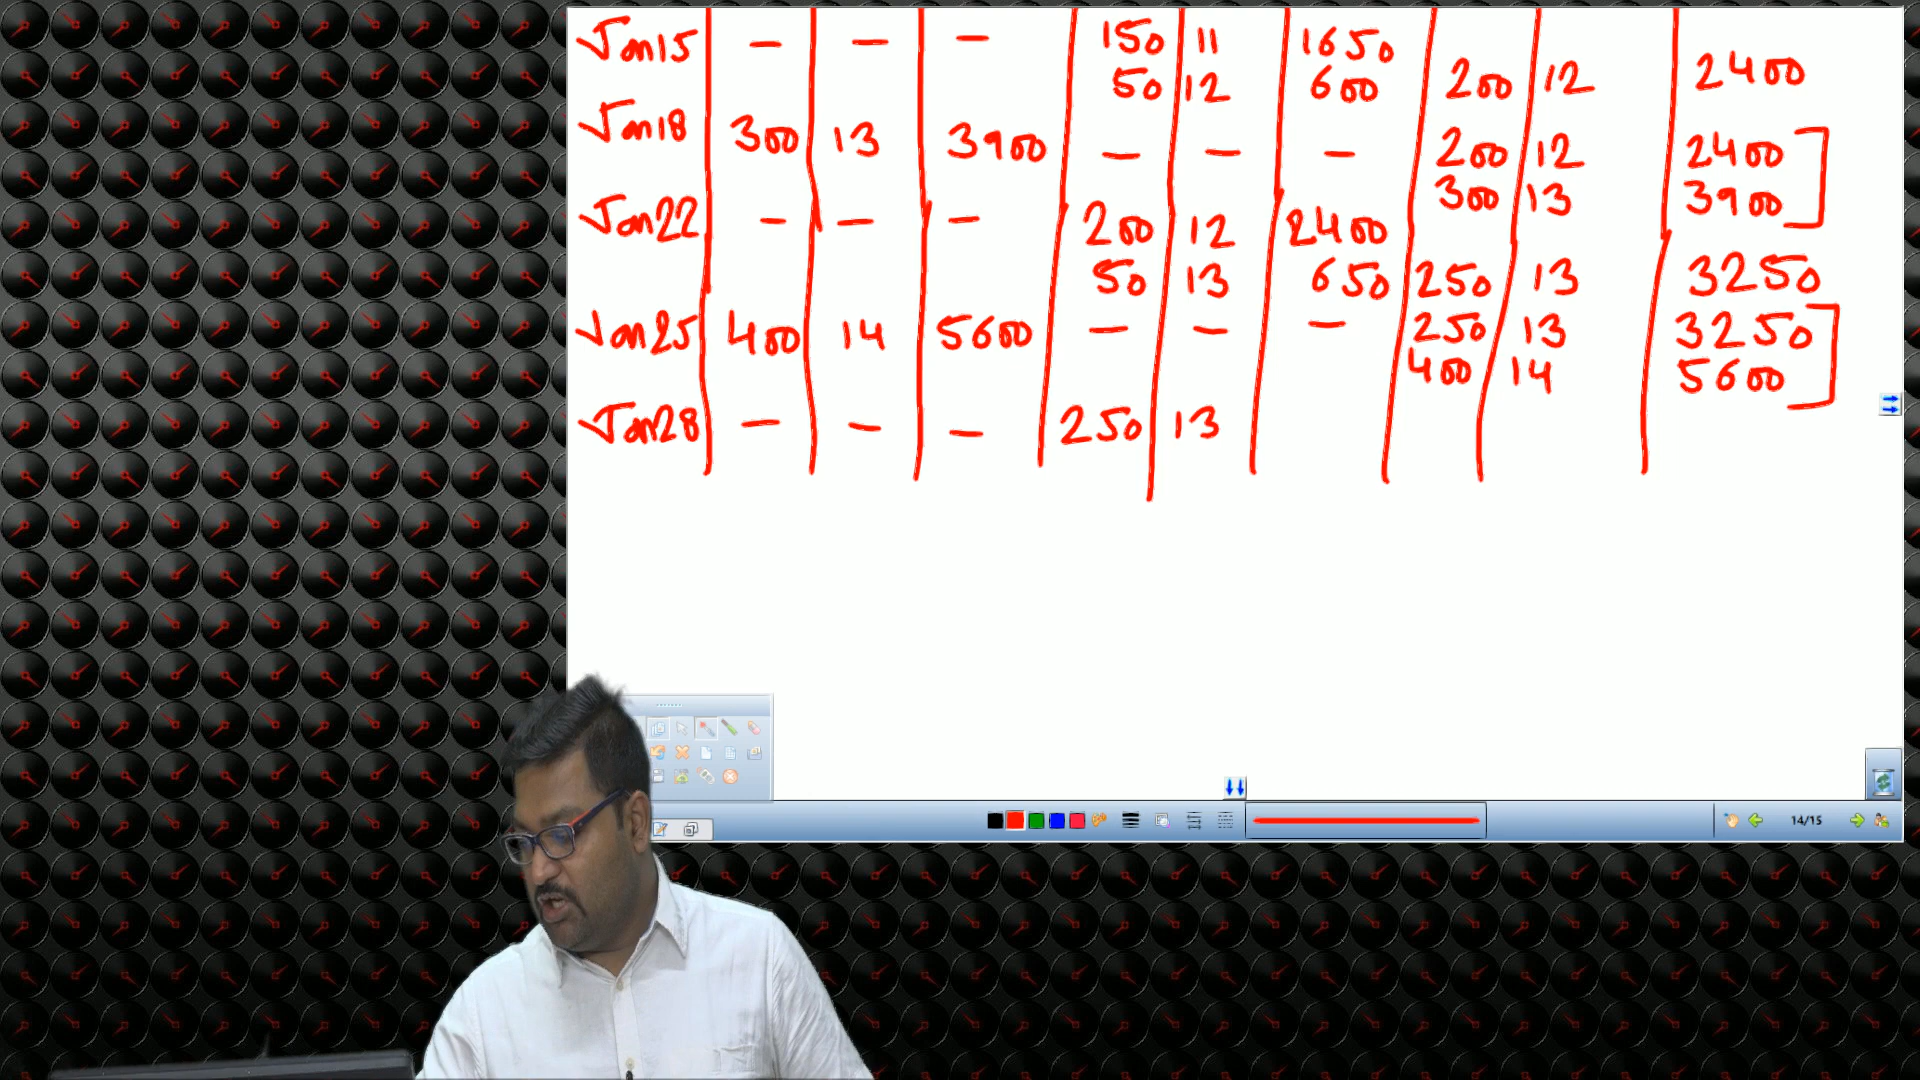 Jan15 — — — 150 11 1650
50 12 600 200 12 2400
Jan18 300 13 3900 — — — 200 12 2400
300 13 3900
Jan22 — — — 200 12 2400
50 13 650 250 13 3250
Jan25 400 14 5600 — — — 250 13 3250
400 14 5600
Jan28 — — — 250 13
14/15